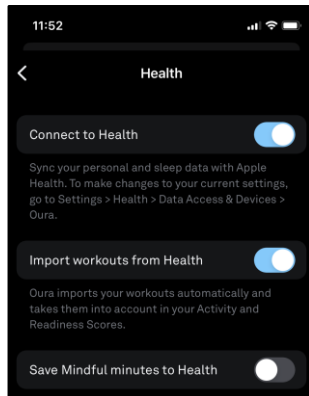 11:52
Health
Connect to Health
Sync your personal and sleep data with Apple
Health. To make changes to your current settings,
go to Settings > Health > Data Access & Devices >
Oura.
Import workouts from Health
Oura imports your workouts automatically and
takes them into account in your Activity and
Readiness Scores.
Save Mindful minutes to Health